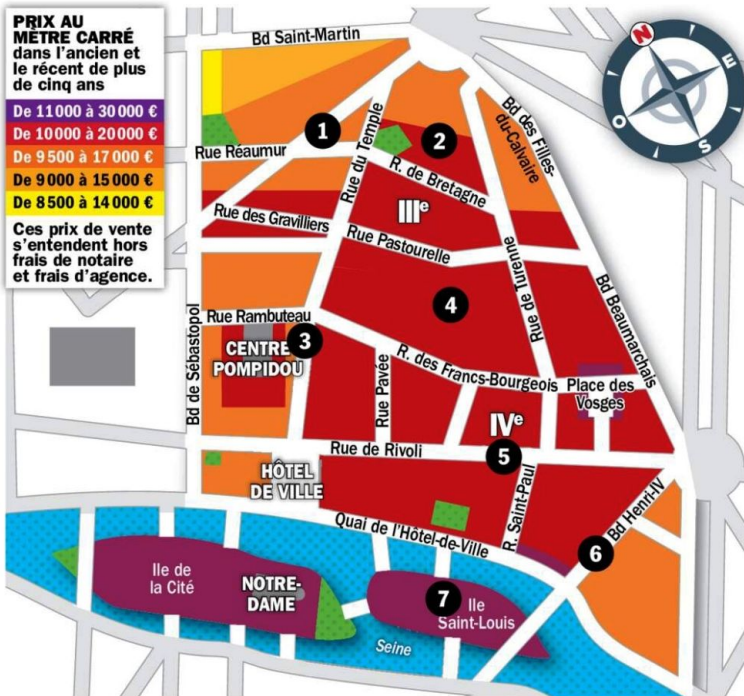 PRIX AU
MÈTRE CARRÉ
dans l'ancien et
le récent de plus
de cinq ans
De 11 000 à 30 000 €
De 10 000 à 20 000 €
De 9 500 à 17 000 €
De 9 000 à 15 000 €
De 8 500 à 14 000 €
Ces prix de vente
s'entendent hors
frais de notaire
et frais d'agence.
Bd Saint-Martin
N
E
S
O
1
2
Bd des Filles-
du-Calvaire
Rue Réaumur
Rue du Temple
R. de Bretagne
IIIe
Rue des Gravilliers
Rue Pastourelle
Rue de Turenne
Bd Beaumarchais
4
Bd de Sébastopol
Rue Rambuteau
3
CENTRE
POMPIDOU
Rue Pavée
R. des Francs-Bourgeois
Place des
Vosges
IVe
Rue de Rivoli
5
HÔTEL
DE VILLE
R. Saint-Paul
Bd Henri-IV
Quai de l'Hôtel-de-Ville
6
Ile de
la Cité
NOTRE-
DAME
7
Ile
Saint-Louis
Seine